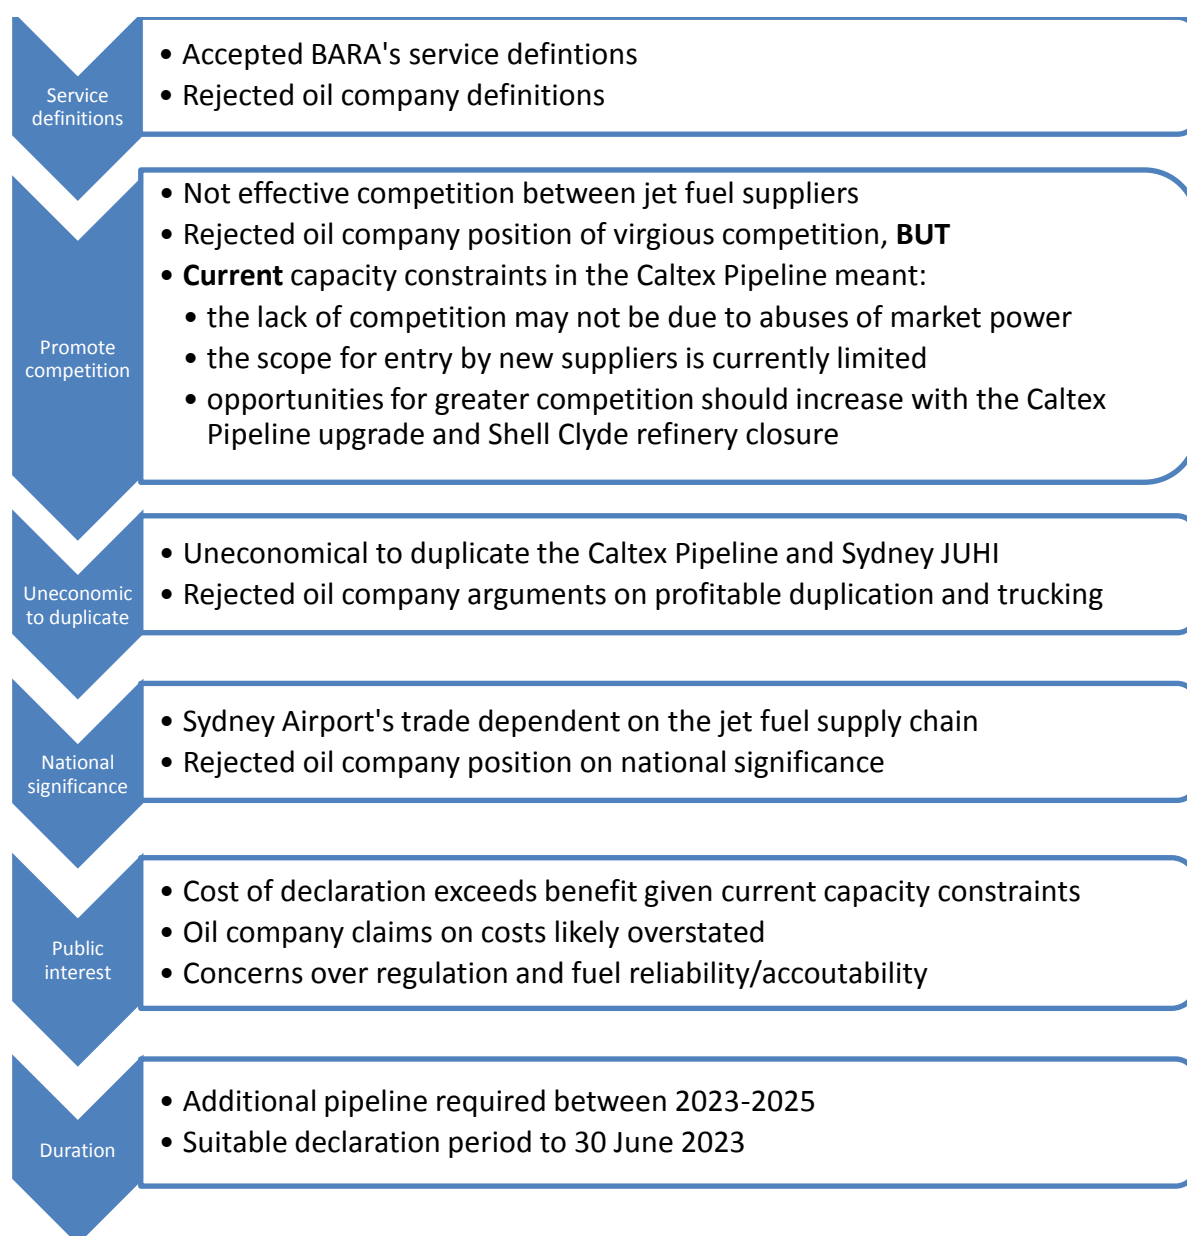 Service
definitions
• Accepted BARA's service defintions
• Rejected oil company definitions
Promote
competition
• Not effective competition between jet fuel suppliers
• Rejected oil company position of virgious competition, BUT
• Current capacity constraints in the Caltex Pipeline meant:
• the lack of competition may not be due to abuses of market power
• the scope for entry by new suppliers is currently limited
• opportunities for greater competition should increase with the Caltex
Pipeline upgrade and Shell Clyde refinery closure
Uneconomic
to duplicate
• Uneconomical to duplicate the Caltex Pipeline and Sydney JUHI
• Rejected oil company arguments on profitable duplication and trucking
National
significance
• Sydney Airport's trade dependent on the jet fuel supply chain
• Rejected oil company position on national significance
Public
interest
• Cost of declaration exceeds benefit given current capacity constraints
• Oil company claims on costs likely overstated
• Concerns over regulation and fuel reliability/accoutability
Duration
• Additional pipeline required between 2023-2025
• Suitable declaration period to 30 June 2023